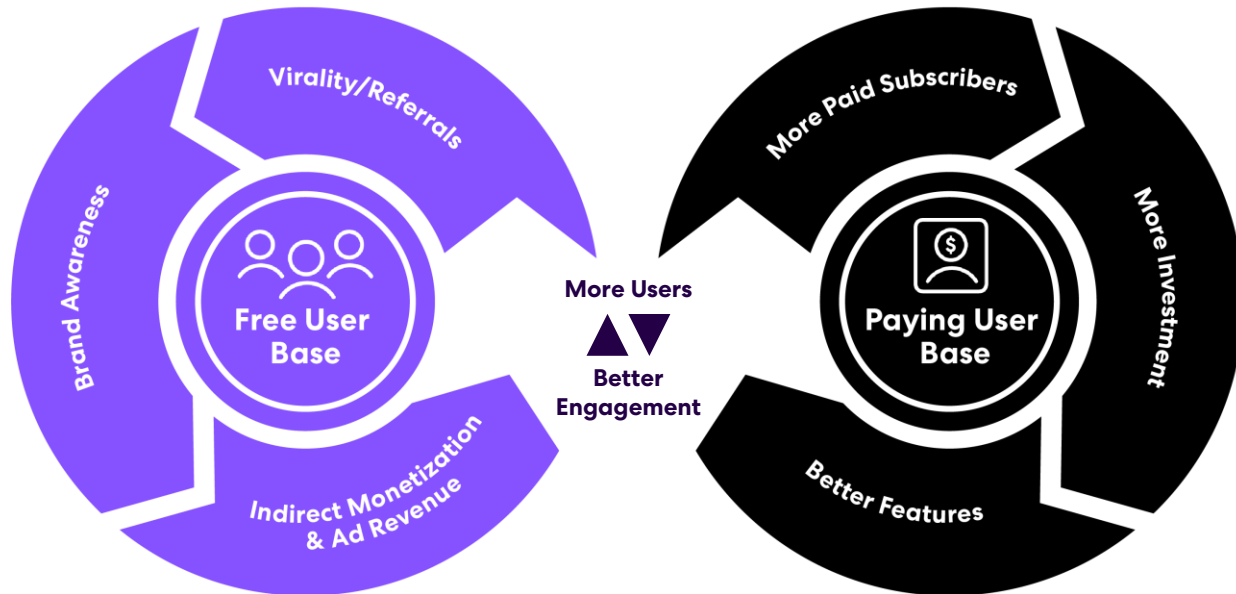 Virality/Referrals
Brand Awareness
Free User
Base
Indirect Monetization
& Ad Revenue
More Users
Better
Engagement
More Paid Subscribers
More Investment
$
Paying User
Base
Better Features